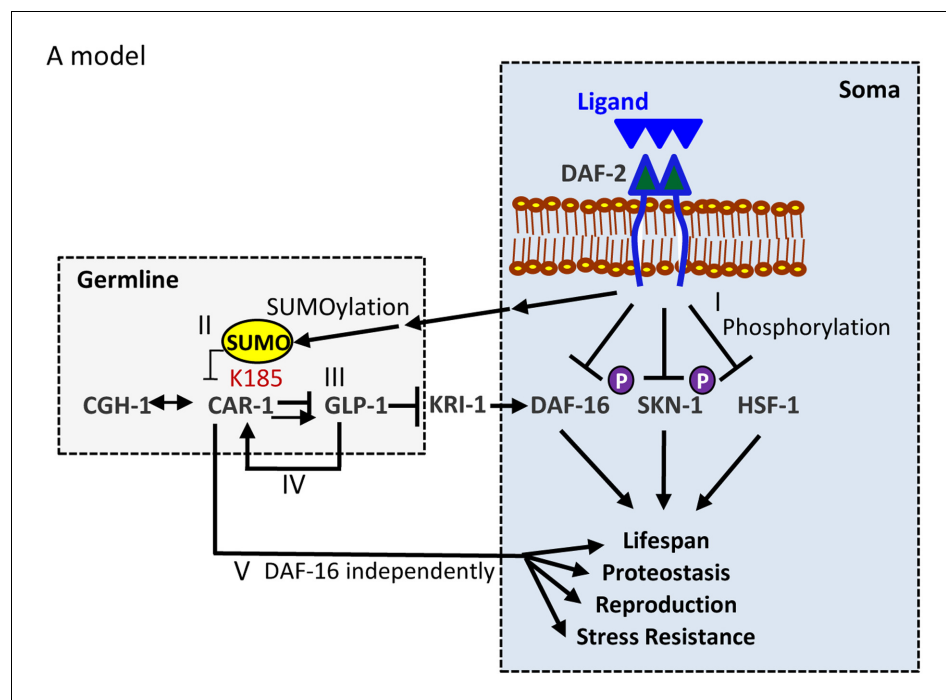 A model
Soma
Ligand
DAF-2
Germline
SUMOylation
I
Phosphorylation
II
SUMO
K185
III
P
P
CGH-1
CAR-1
GLP-1
KRI-1
DAF-16
SKN-1
HSF-1
IV
V DAF-16 independently
Lifespan
Proteostasis
Reproduction
Stress Resistance